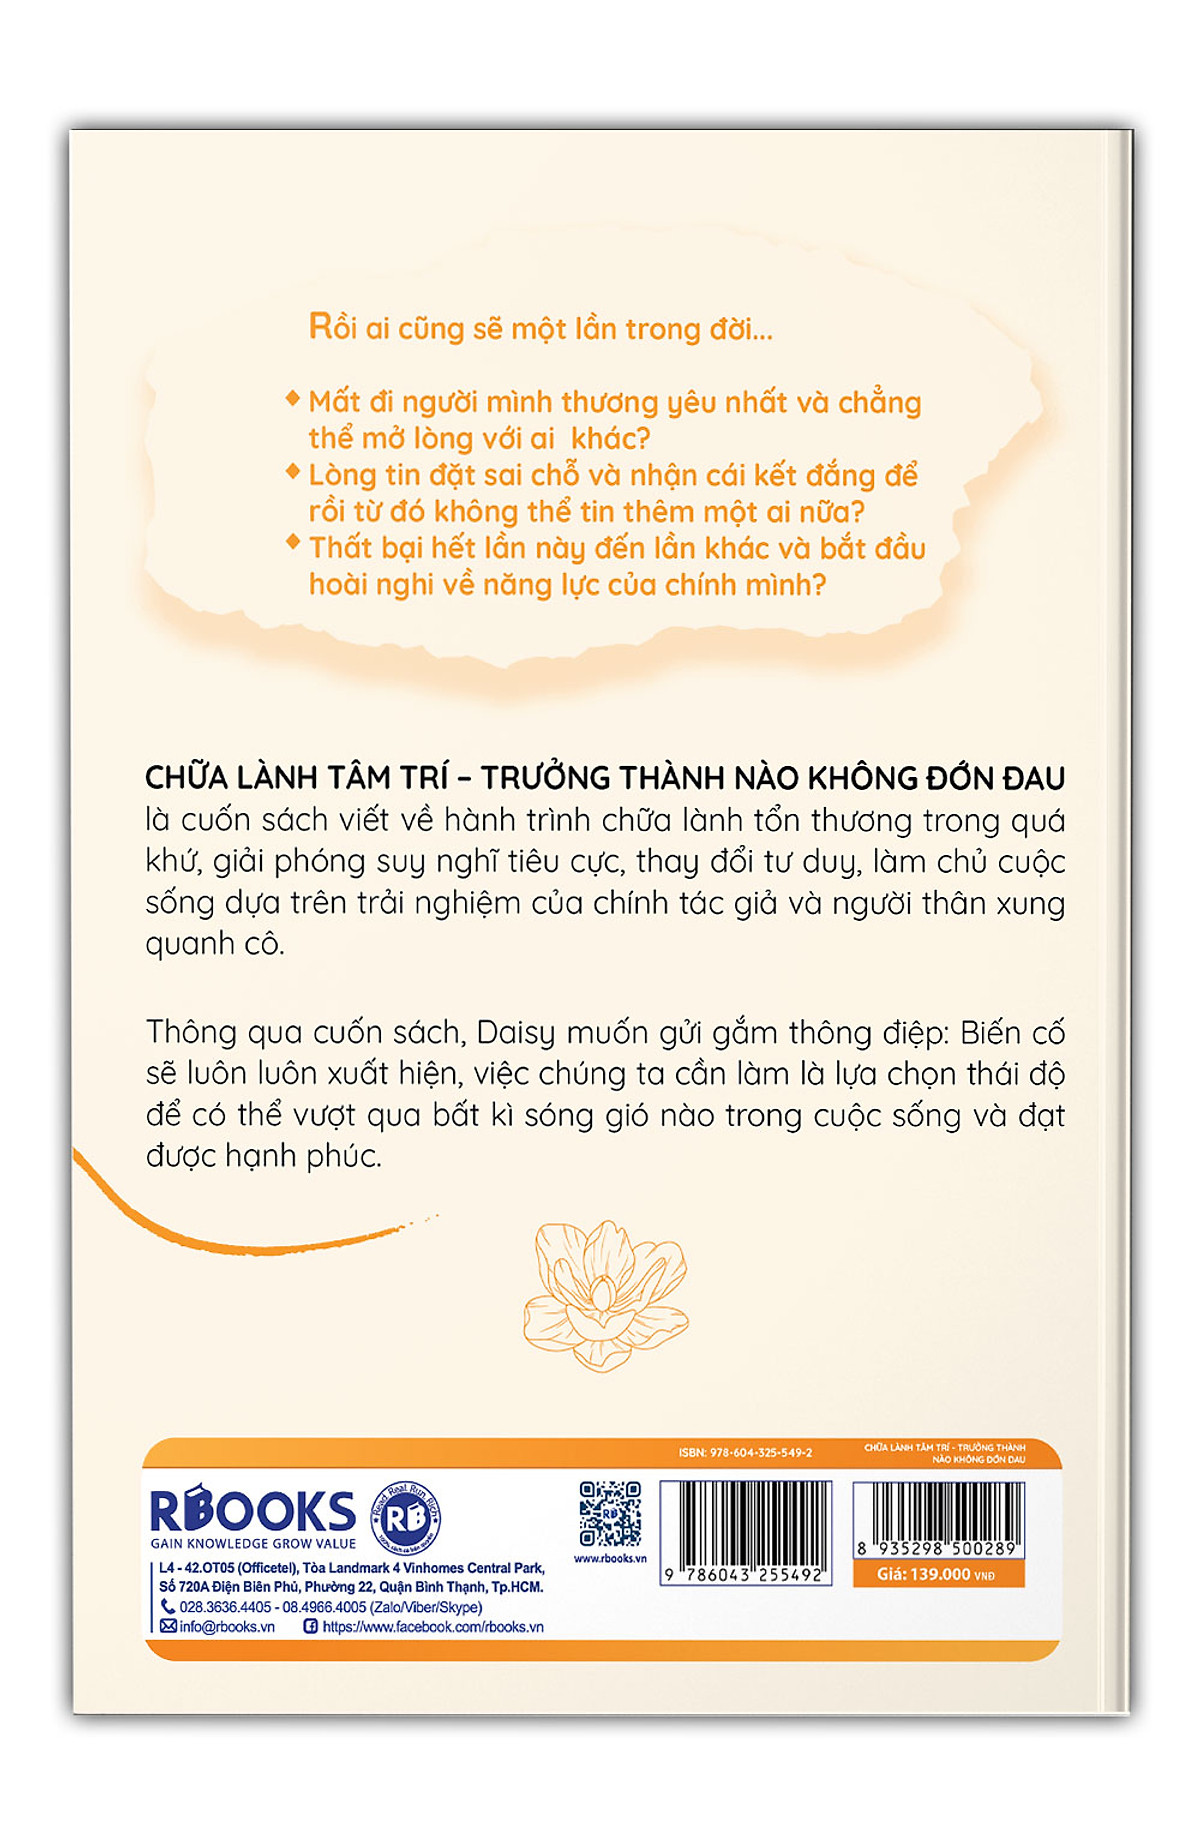 Rồi ai cũng sẽ một lần trong đời...
Mất đi người mình thương yêu nhất và chẳng
thể mở lòng với ai khác?
Lòng tin đặt sai chỗ và nhận cái kết đắng để
rồi từ đó không thể tin thêm một ai nữa?
Thất bại hết lần này đến lần khác và bắt đầu
hoài nghi về năng lực của chính mình?
CHỮA LÀNH TÂM TRÍ – TRƯỞNG THÀNH NÀO KHÔNG ĐỚN ĐAU
là cuốn sách viết về hành trình chữa lành tổn thương trong quá
khứ, giải phóng suy nghĩ tiêu cực, thay đổi tư duy, làm chủ cuộc
sống dựa trên trải nghiệm của chính tác giả và người thân xung
quanh cô.
Thông qua cuốn sách, Daisy muốn gửi gắm thông điệp: Biến cố
sẽ luôn luôn xuất hiện, việc chúng ta cần làm là lựa chọn thái độ
để có thể vượt qua bất kì sóng gió nào trong cuộc sống và đạt
được hạnh phúc.
ISBN: 978-604-325-549-2
CHỮA LÀNH TÂM TRÍ - TRƯỞNG THÀNH
NÀO KHÔNG ĐỚN ĐAU
RBOOKS
GAIN KNOWLEDGE GROW VALUE
Read Real Run Rich
RB
L4 - 42.OT05 (Officetel), Tòa Landmark 4 Vinhomes Central Park,
Số 720A Điện Biên Phủ, Phường 22, Quận Bình Thạnh, Tp.HCM.
028.3636.4405 - 08.4966.4005 (Zalo/Viber/Skype)
info@rbooks.vn https://www.facebook.com/rbooks.vn
www.rbooks.vn
9 786043 255492
8 935298 500289
Giá: 139.000 VNĐ